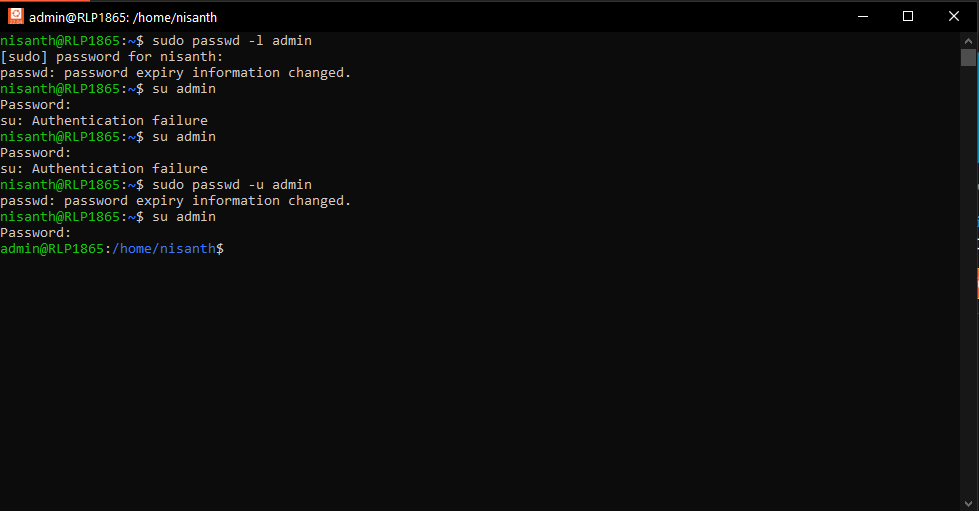 admin@RLP1865: /home/nisanth
nisanth@RLP1865:~$ sudo passwd -l admin
[sudo] password for nisanth:
passwd: password expiry information changed.
nisanth@RLP1865:~$ su admin
Password:
su: Authentication failure
nisanth@RLP1865:~$ su admin
Password:
su: Authentication failure
nisanth@RLP1865:~$ sudo passwd -u admin
passwd: password expiry information changed.
nisanth@RLP1865:~$ su admin
Password:
admin@RLP1865:/home/nisanth$